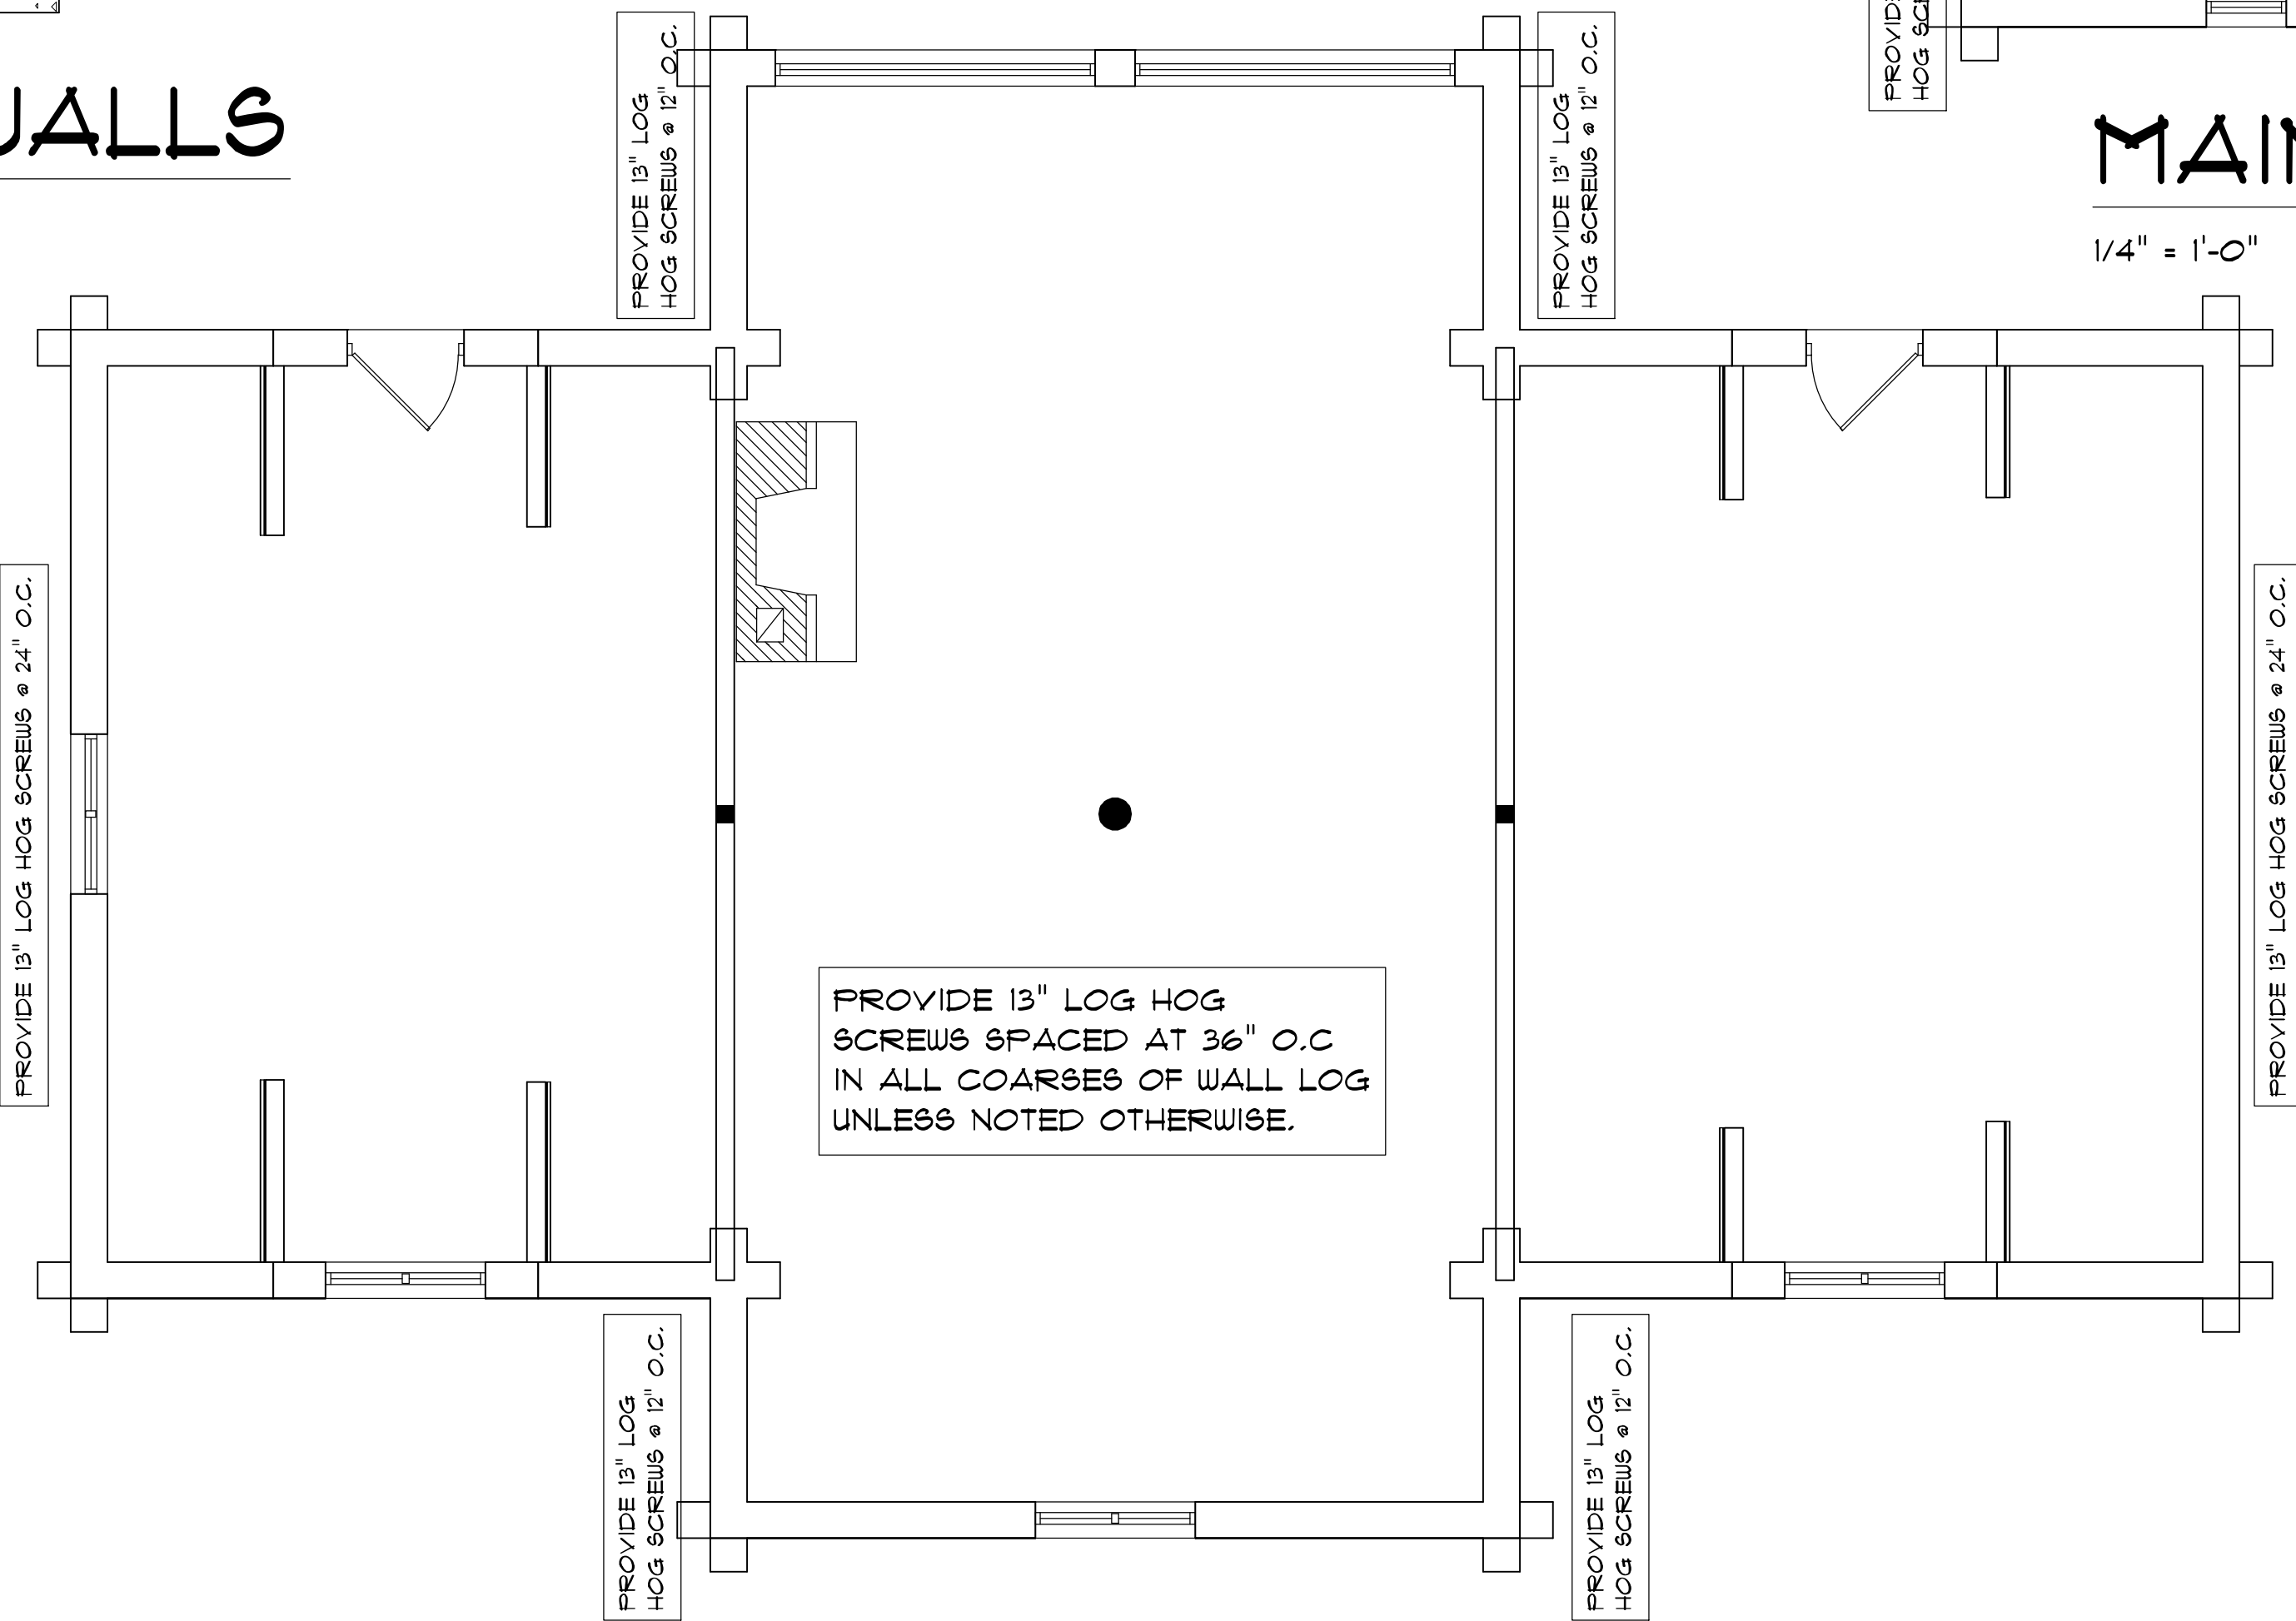 WALLS
PROVIDE 13" LOG
HOG SCREWS @ 12" O.C.
PROVIDE 13" LOG
HOG SCREWS @ 12" O.C.
MAIN
1/4" = 1'-0"
PROVIDE 13" LOG HOG SCREWS @ 24" O.C.
PROVIDE 13" LOG HOG SCREWS @ 24" O.C.
PROVIDE 13" LOG HOG
SCREWS SPACED AT 36" O.C
IN ALL COARSES OF WALL LOG
UNLESS NOTED OTHERWISE.
PROVIDE 13" LOG
HOG SCREWS @ 12" O.C.
PROVIDE 13" LOG
HOG SCREWS @ 12" O.C.